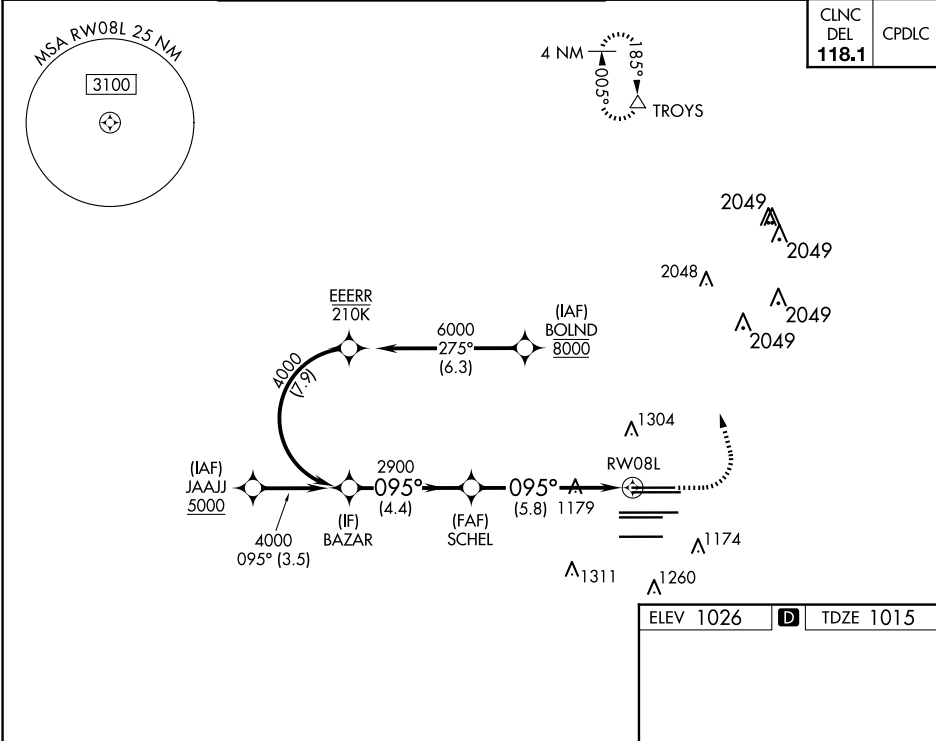 MSA RW08L 25 NM
3100
4 NM
185°
005°
TROYS
CLNC
DEL
118.1
CPDLC
2049
2049
2048
2049
2049
EEERR
210K
6000
275°
(6.3)
(IAF)
BOLND
8000
4000
(7.9)
1304
RW08L
(IAF)
JAAJJ
5000
2900
095°
(4.4)
095°
(5.8)
1179
(IF)
BAZAR
(FAF)
SCHEL
4000
095° (3.5)
1174
1311
1260
ELEV 1026
D
TDZE 1015